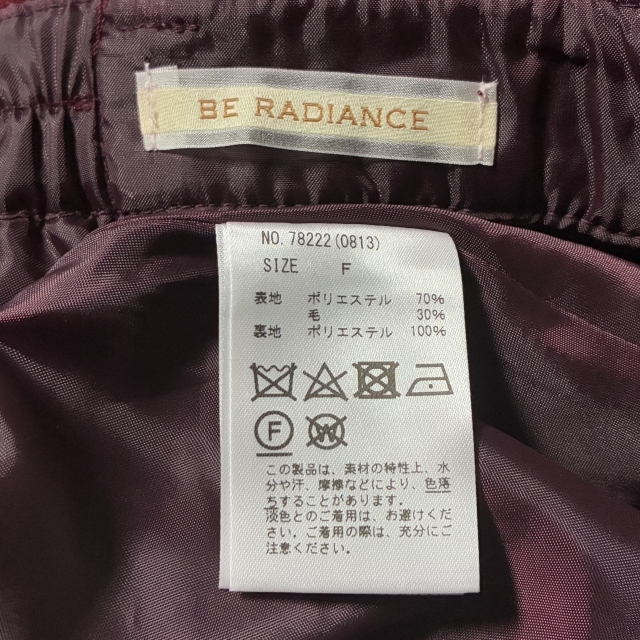 BE RADIANCE
NO. 78222(0813)
SIZE F
表地 ポリエステル 70%
毛 30%
裏地 ポリエステル 100%
F W
この製品は、素材の特性上、水
分や汗、摩擦などにより、色落
ちすることがあります。
淡色とのご着用は、お避けくだ
さい。ご着用の際は、充分にご
注意ください。